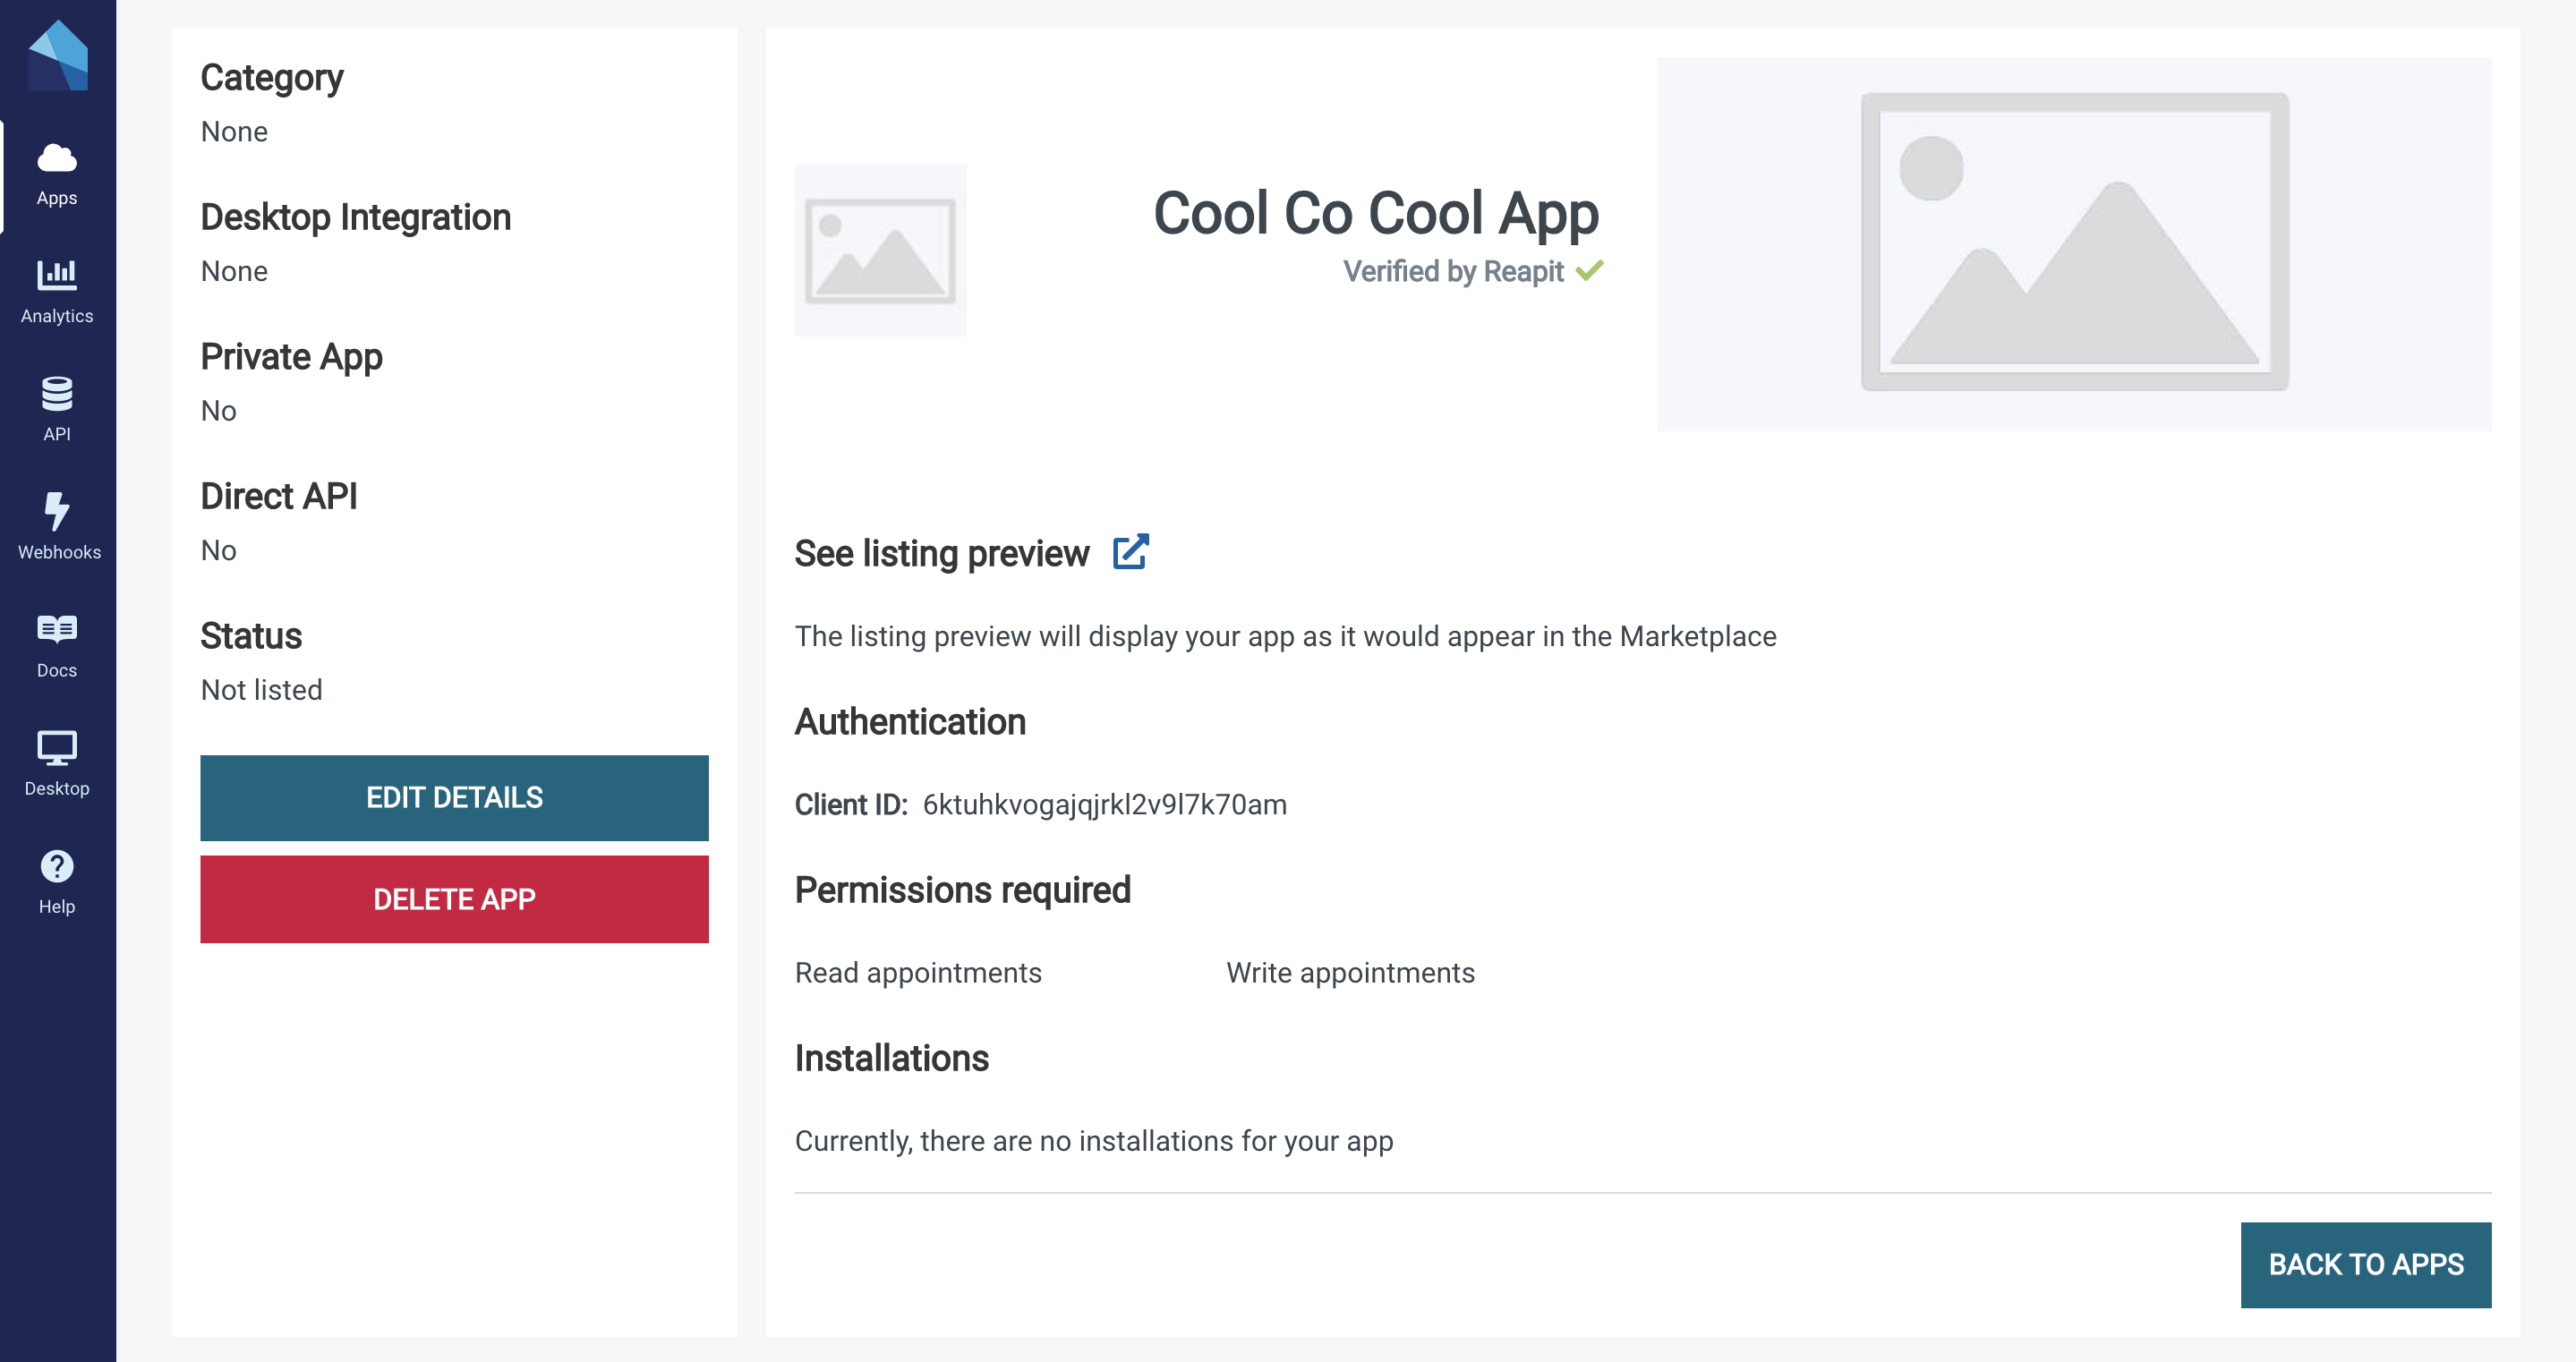 Apps
Analytics
API
Webhooks
Docs
Desktop
Help
Category
None
Desktop Integration
None
Private App
No
Direct API
No
Status
Not listed
EDIT DETAILS
DELETE APP
Cool Co Cool App
Verified by Reapit
See listing preview
The listing preview will display your app as it would appear in the Marketplace
Authentication
Client ID: 6ktuhkvogajqjrkl2v9l7k70am
Permissions required
Read appointments Write appointments
Installations
Currently, there are no installations for your app
BACK TO APPS